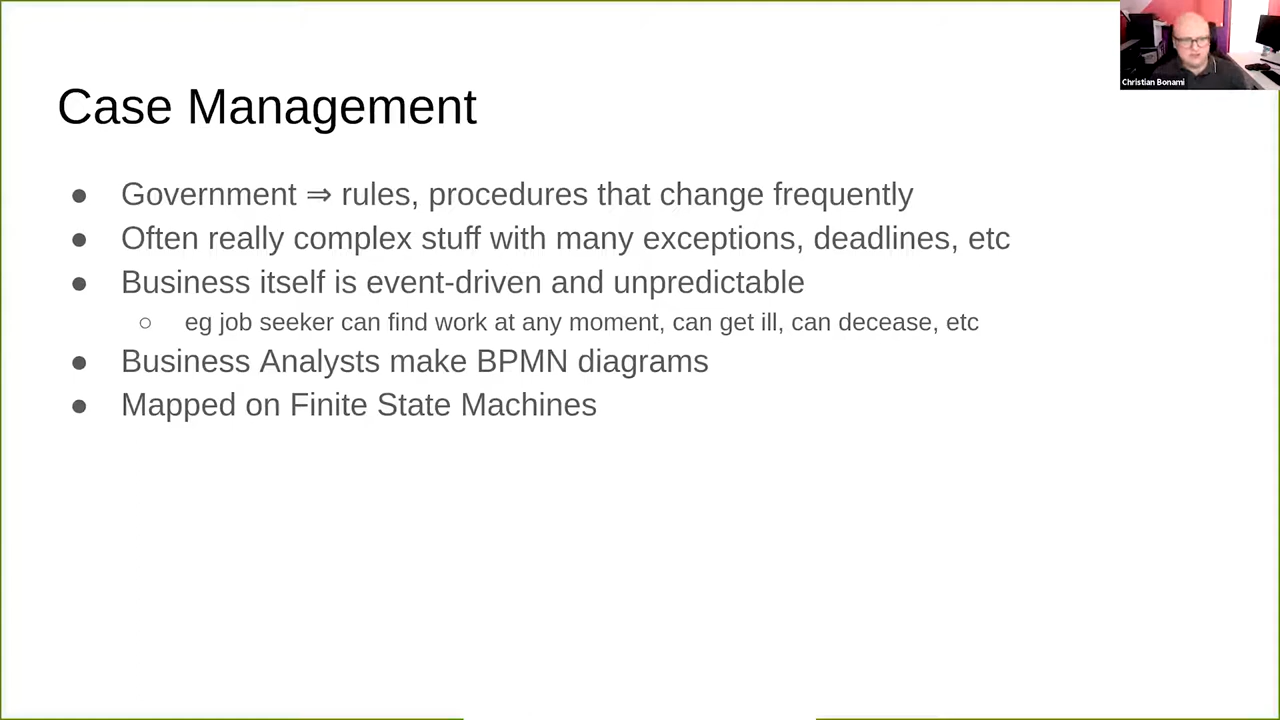 Christian Bonami
Case Management
● Government ⇒ rules, procedures that change frequently
● Often really complex stuff with many exceptions, deadlines, etc
● Business itself is event-driven and unpredictable
○ eg job seeker can find work at any moment, can get ill, can decease, etc
● Business Analysts make BPMN diagrams
● Mapped on Finite State Machines